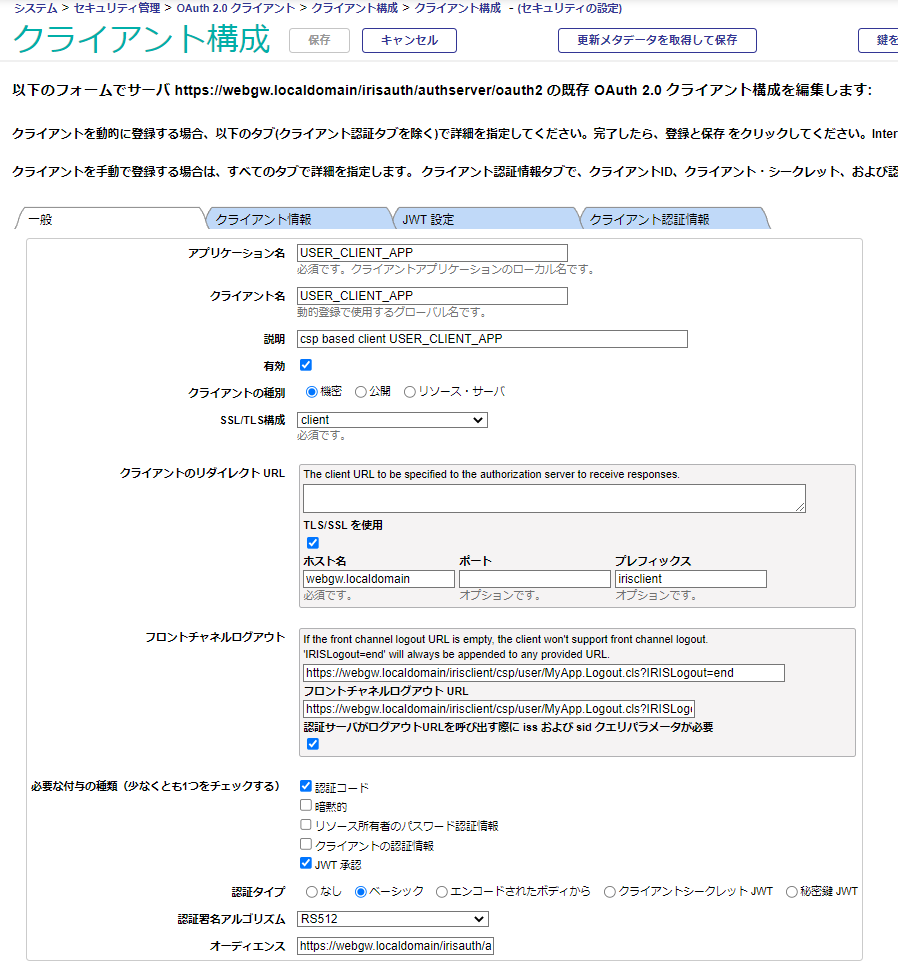 システム > セキュリティ管理 > OAuth 2.0 クライアント > クライアント構成 > クライアント構成 - (セキュリティの設定)
クライアント構成 保存 キャンセル 更新メタデータを取得して保存 鍵を
以下のフォームでサーバ https://webgw.localdomain/irisauth/authserver/oauth2 の既存 OAuth 2.0 クライアント構成を編集します:
クライアントを動的に登録する場合、以下のタブ(クライアント認証タブを除く)で詳細を指定してください。完了したら、登録と保存 をクリックしてください。Inter
クライアントを手動で登録する場合は、すべてのタブで詳細を指定します。 クライアント認証情報タブで、クライアントID、クライアント・シークレット、および認
一般 クライアント情報 JWT 設定 クライアント認証情報
アプリケーション名 USER_CLIENT_APP
必須です。クライアントアプリケーションのローカル名です。
クライアント名 USER_CLIENT_APP
動的登録で使用するグローバル名です。
説明 csp based client USER_CLIENT_APP
有効
クライアントの種別 機密 公開 リソース・サーバ
SSL/TLS構成 client
必須です。
クライアントのリダイレクト URL The client URL to be specified to the authorization server to receive responses.
TLS/SSL を使用
ホスト名 ポート プレフィックス
webgw.localdomain irisclient
必須です。 オプションです。 オプションです。
フロントチャネルログアウト If the front channel logout URL is empty, the client won't support front channel logout.
'IRISLogout=end' will always be appended to any provided URL.
https://webgw.localdomain/irisclient/csp/user/MyApp.Logout.cls?IRISLogout=end
フロントチャネルログアウト URL
https://webgw.localdomain/irisclient/csp/user/MyApp.Logout.cls?IRISLog
認証サーバがログアウトURLを呼び出す際に iss および sid クエリパラメータが必要
必要な付与の種類（少なくとも1つをチェックする） 認証コード
暗黙的
リソース所有者のパスワード認証情報
クライアントの認証情報
JWT 承認
認証タイプ なし ベーシック エンコードされたボディから クライアントシークレット JWT 秘密鍵 JWT
認証署名アルゴリズム RS512
オーディエンス https://webgw.localdomain/irisauth/a